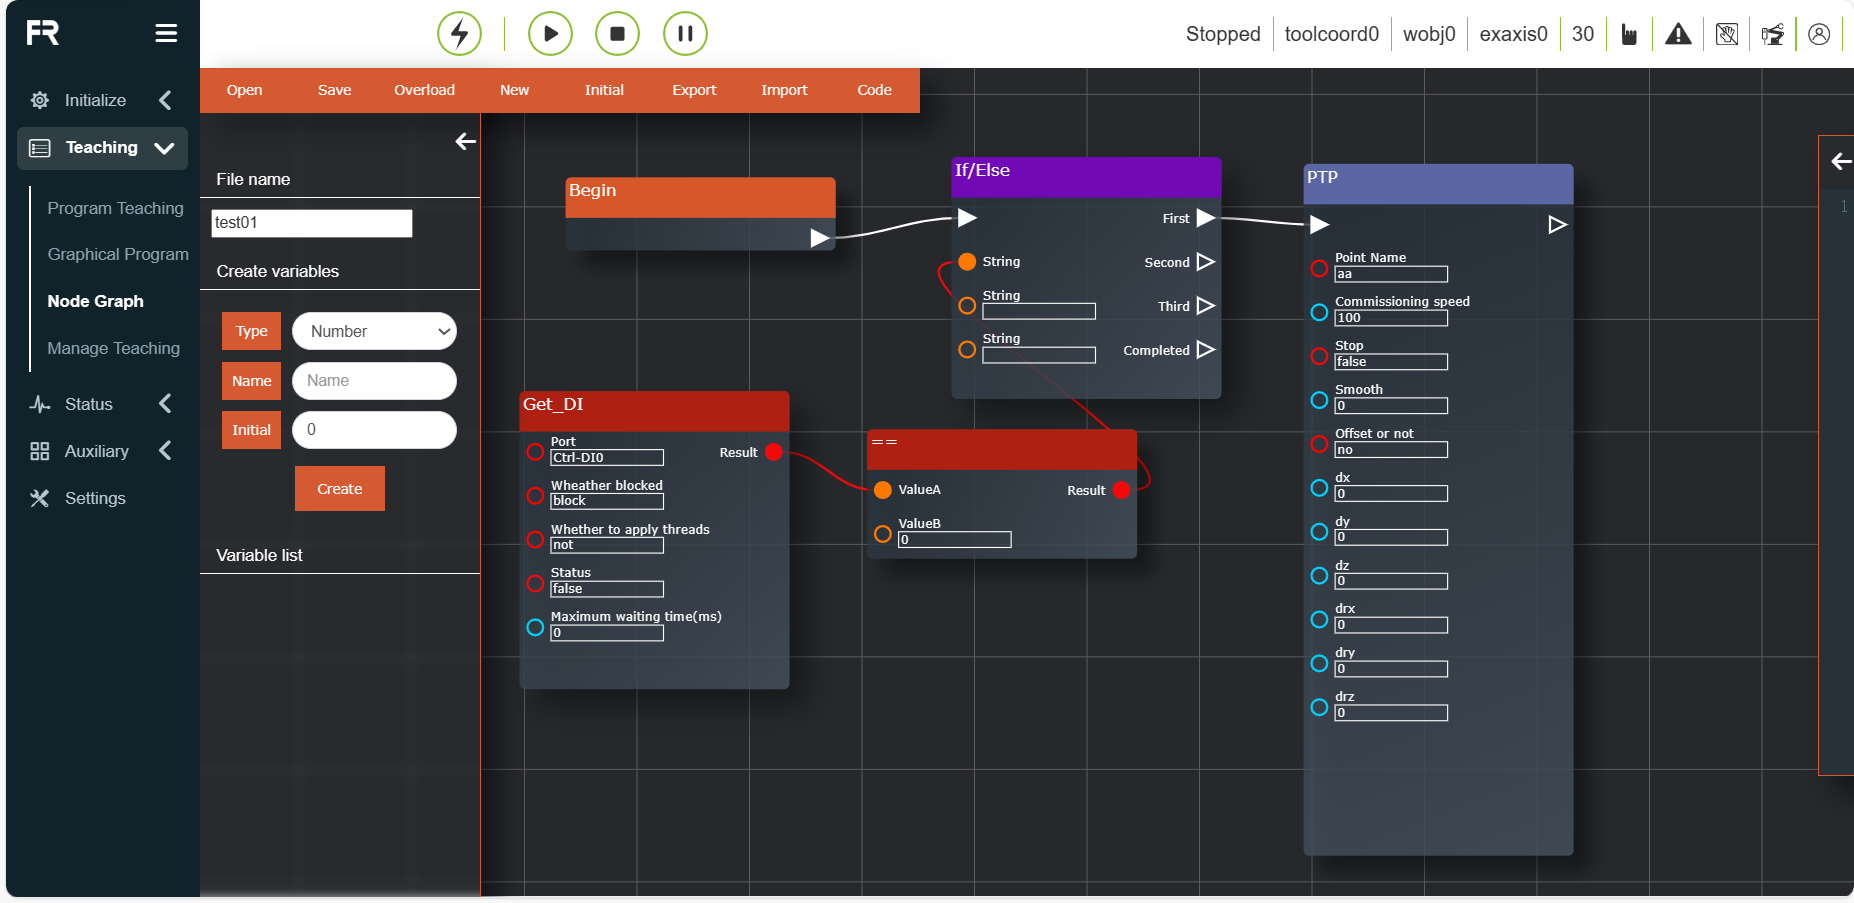 FR
Stopped
toolcoord0
wobj0
exaxis0
30
Initialize
Teaching
Program Teaching
Graphical Program
Node Graph
Manage Teaching
Status
Auxiliary
Settings
Open
Save
Overload
New
Initial
Export
Import
Code
File name
test01
Create variables
Type
Number
Name
Name
Initial
0
Create
Variable list
Begin
If/Else
First
String
Second
String
Third
String
Completed
Get_DI
Port
Ctrl-DI0
Result
Wheather blocked
block
Whether to apply threads
not
Status
false
Maximum waiting time(ms)
0
==
ValueA
Result
ValueB
0
PTP
Point Name
aa
Commissioning speed
100
Stop
false
Smooth
0
Offset or not
no
dx
0
dy
0
dz
0
drx
0
dry
0
drz
0
1